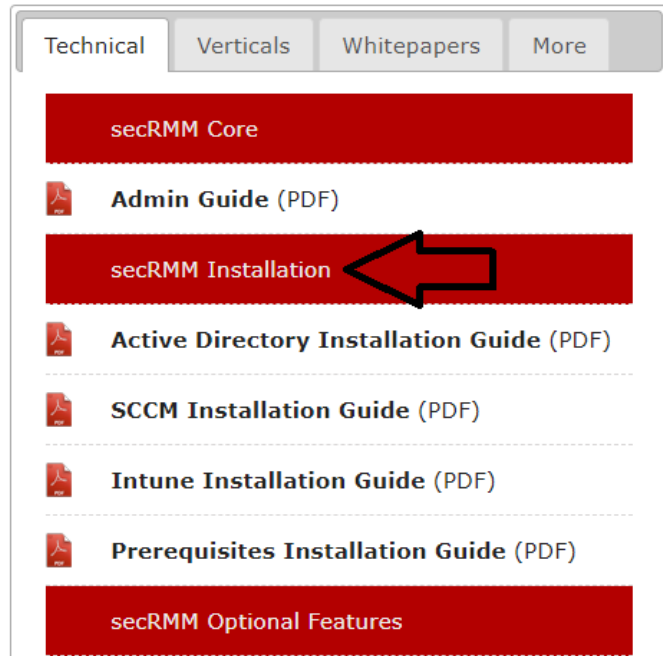 Technical Verticals Whitepapers More
secRMM Core
Admin Guide (PDF)
secRMM Installation
Active Directory Installation Guide (PDF)
SCCM Installation Guide (PDF)
Intune Installation Guide (PDF)
Prerequisites Installation Guide (PDF)
secRMM Optional Features